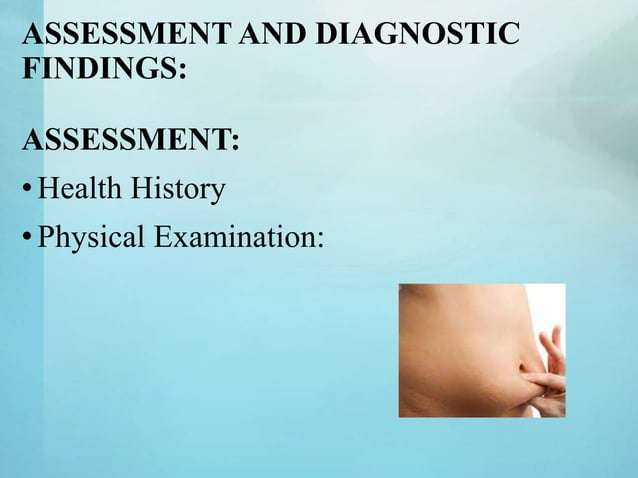 ASSESSMENT AND DIAGNOSTIC
FINDINGS:
ASSESSMENT:
• Health History
• Physical Examination: